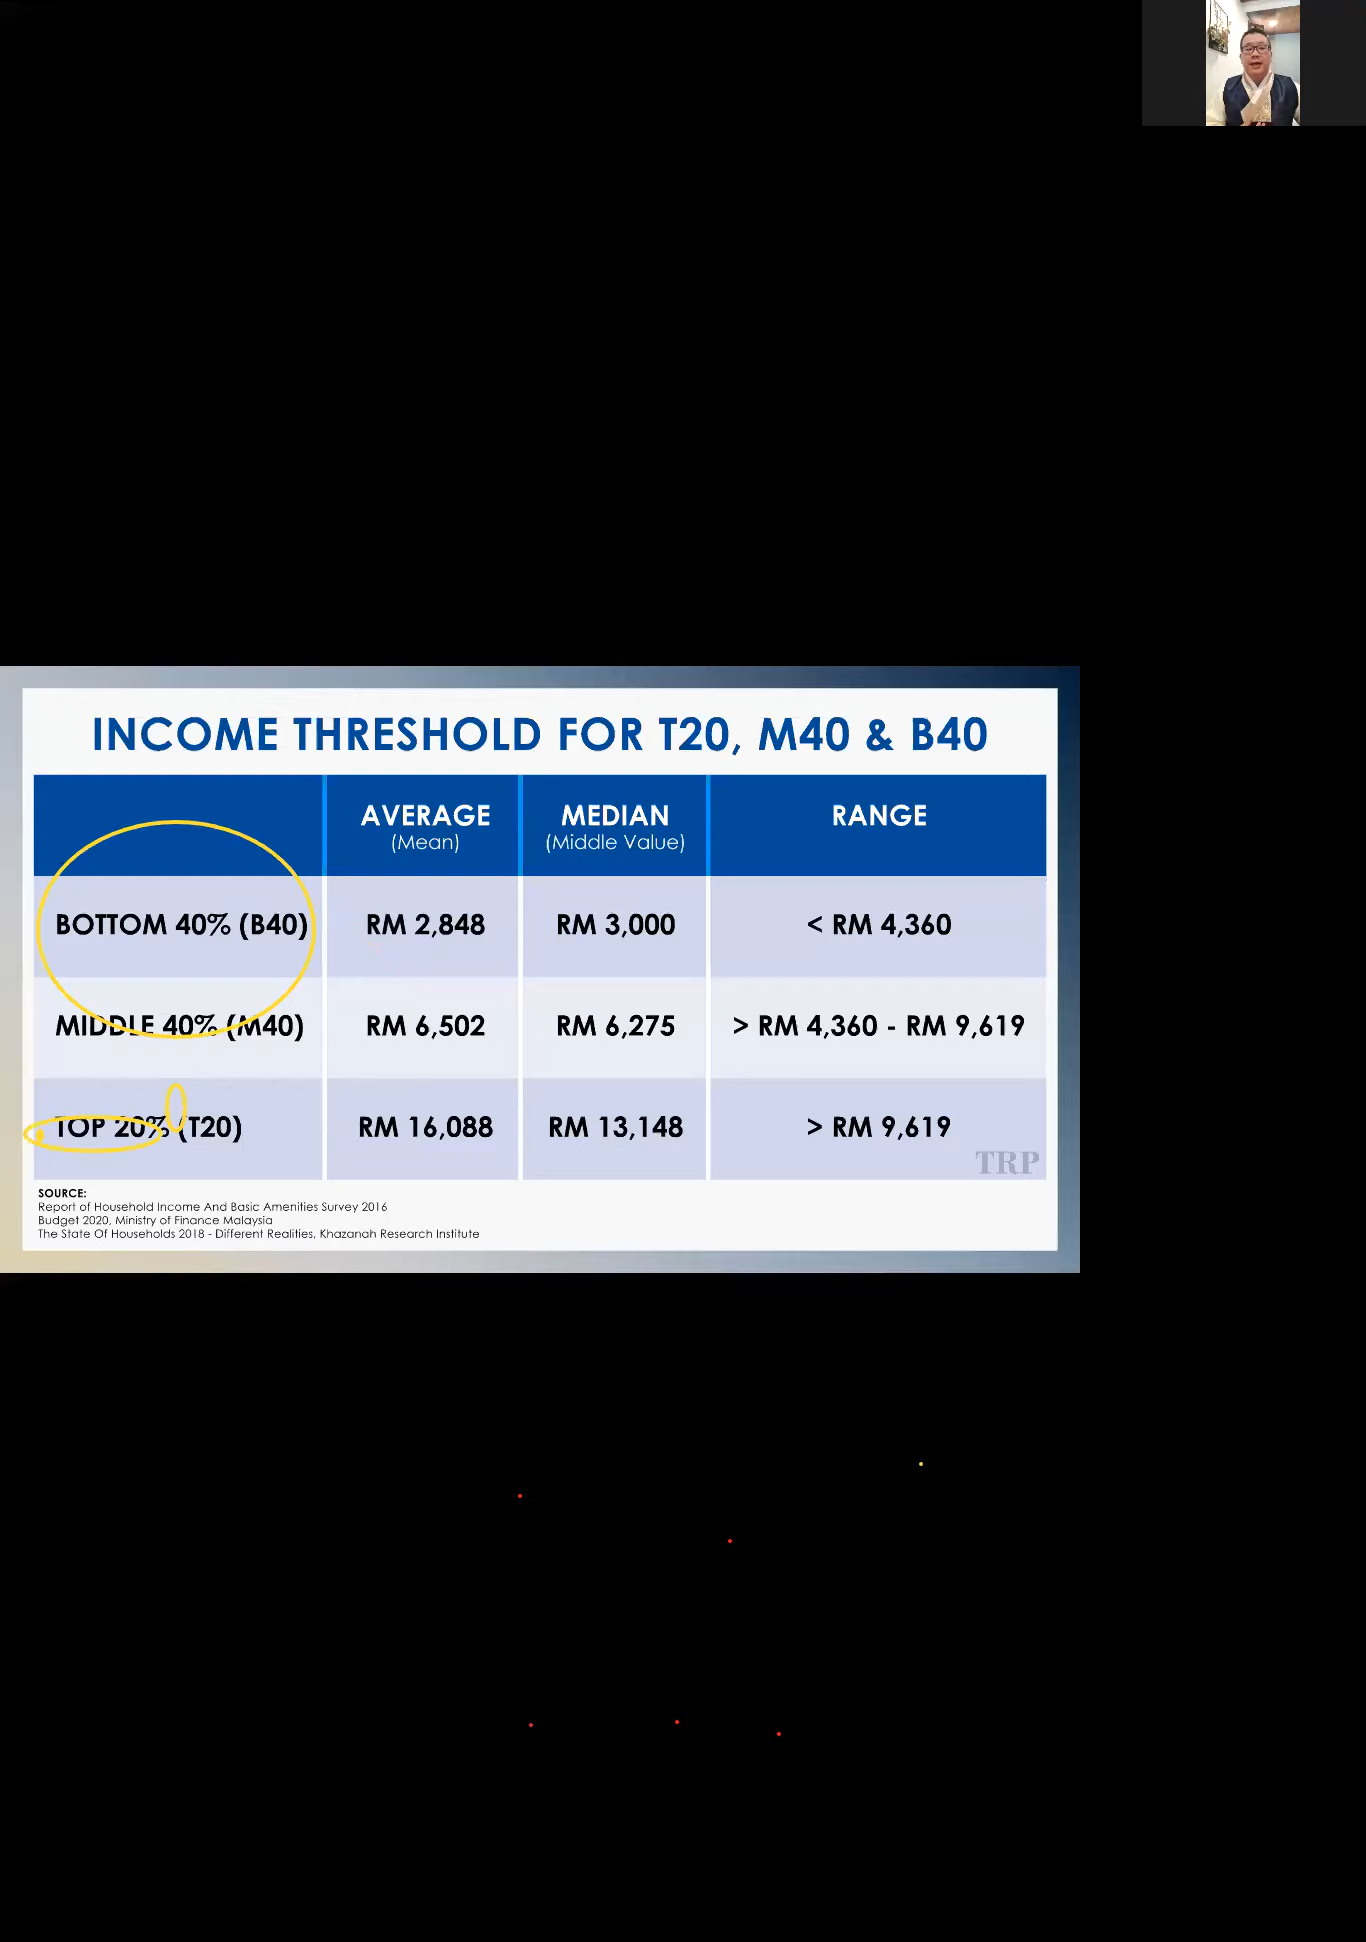 INCOME THRESHOLD FOR T20, M40 & B40
AVERAGE MEDIAN RANGE
(Mean) (Middle Value)
BOTTOM 40% (B40) RM 2,848 RM 3,000 < RM 4,360
MIDDLE 40% (M40) RM 6,502 RM 6,275 > RM 4,360 - RM 9,619
TOP 20% (T20) RM 16,088 RM 13,148 > RM 9,619
TRP
SOURCE:
Report of Household Income And Basic Amenities Survey 2016
Budget 2020, Ministry of Finance Malaysia
The State Of Households 2018 - Different Realities, Khazanah Research Institute